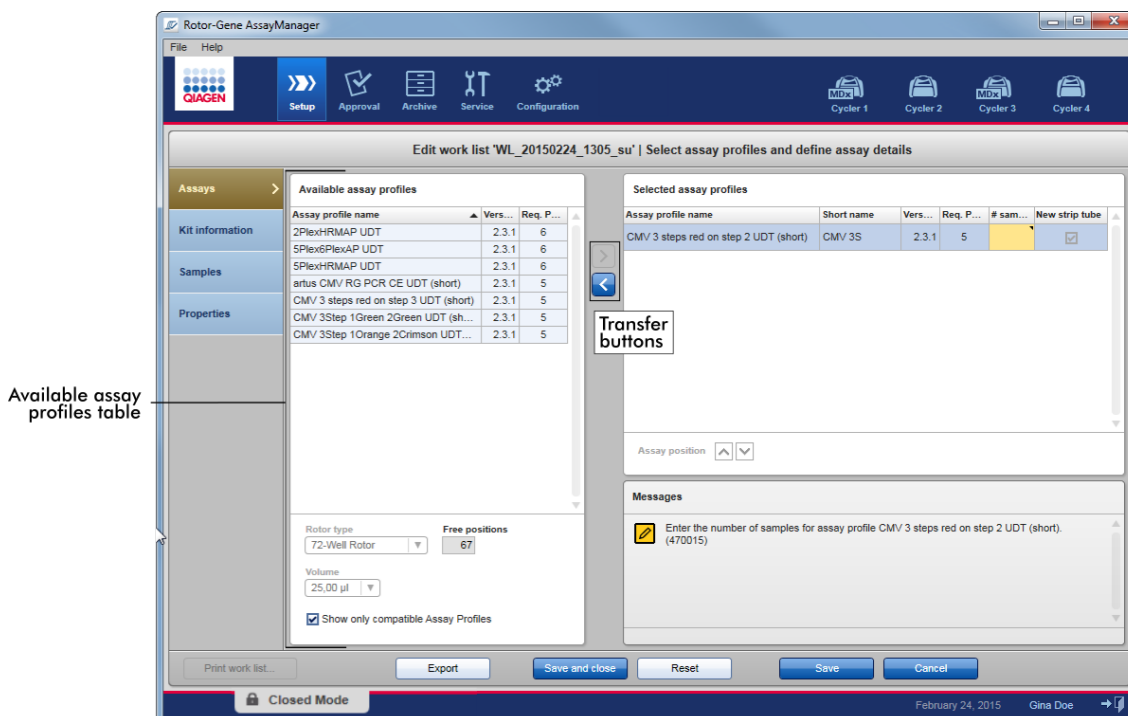 Rotor-Gene AssayManager
File Help
QIAGEN
Setup Approval Archive Service Configuration
MDx Cycler 1 Cycler 2 MDx Cycler 3 Cycler 4
Edit work list 'WL_20150224_1305_su' | Select assay profiles and define assay details
Assays
Kit information
Samples
Properties
Available assay profiles
Assay profile name Vers... Req. P...
2PlexHRMAP UDT 2.3.1 6
5Plex6PlexAP UDT 2.3.1 6
5PlexHRMAP UDT 2.3.1 6
artus CMV RG PCR CE UDT (short) 2.3.1 5
CMV 3 steps red on step 3 UDT (short) 2.3.1 5
CMV 3Step 1Green 2Green UDT (sh... 2.3.1 5
CMV 3Step 1Orange 2Crimson UDT... 2.3.1 5
Rotor type Free positions
72-Well Rotor 67
Volume
25,00 µl
Show only compatible Assay Profiles
Transfer
buttons
Available assay
profiles table
Selected assay profiles
Assay profile name Short name Vers... Req. P... # sam... New strip tube
CMV 3 steps red on step 2 UDT (short) CMV 3S 2.3.1 5
Assay position
Messages
Enter the number of samples for assay profile CMV 3 steps red on step 2 UDT (short).
(470015)
Print work list... Export Save and close Reset Save Cancel
Closed Mode
February 24, 2015 Gina Doe